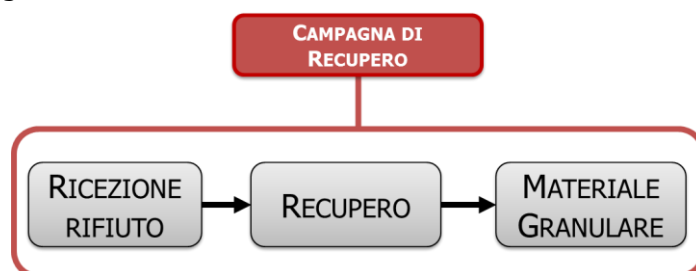 CAMPAGNA DI
RECUPERO
RICEZIONE
RIFIUTO
RECUPERO
MATERIALE
GRANULARE